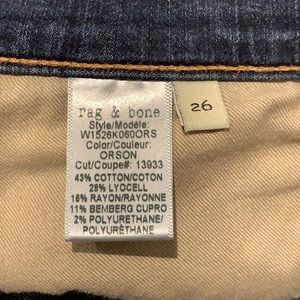 rag & bone
Style/Modèle:
W1526K060ORS
Color/Couleur:
ORSON
Cut/Coupe#: 13933
43% COTTON/COTON
28% LYOCELL
16% RAYON/RAYONNE
11% BEMBERG CUPRO
2% POLYURETHANE/
POLYURÉTHANE
26